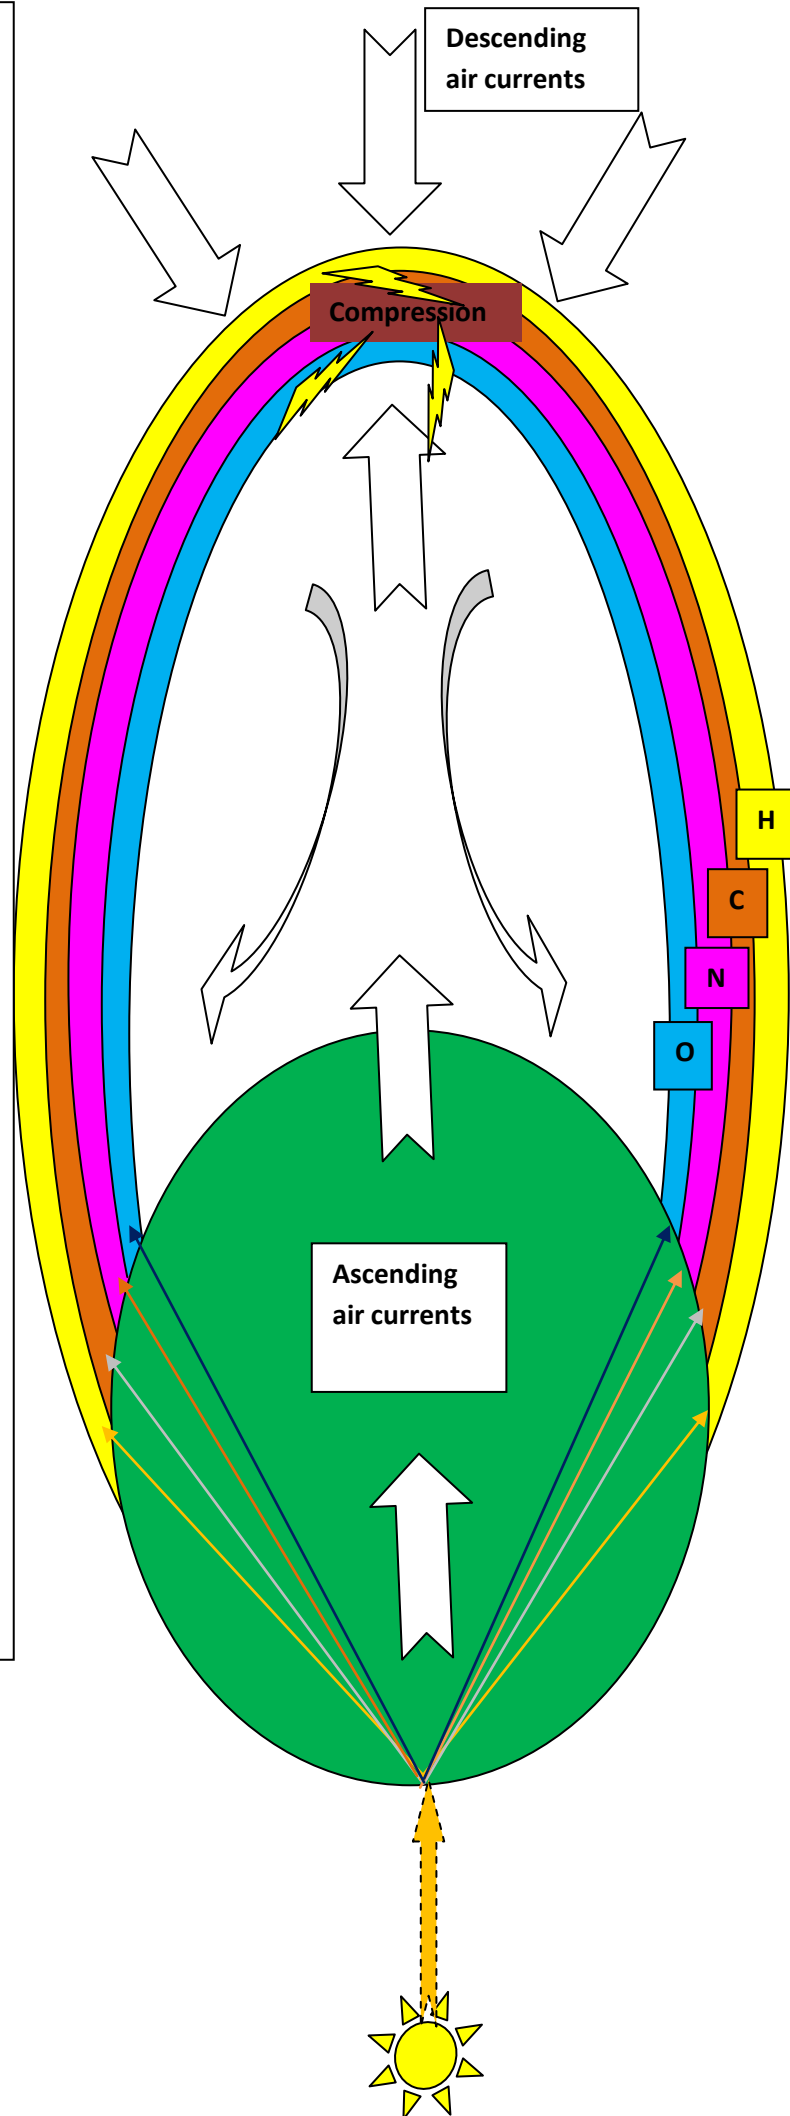 Descending
air currents
Compression
H
C
N
O
Ascending
air currents